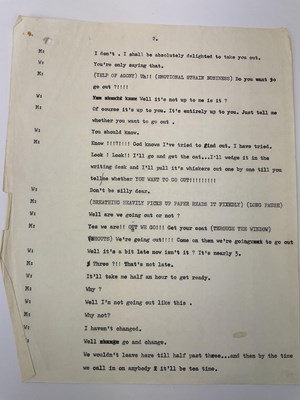 2.
M: I don't . I shall be absolutely delighted to take you out.
W: You're only saying that.
M: (YELP OF AGONY) Uh!! (EMOTIONAL STRAIN BUSINESS) Do you want to
go out ?!!!!
W: You should know Well it's not up to me is it ?
M: Of course it's up to you. It's entirely up to you. Just tell me
whether you want to go out .
W: You should know.
M: Know !!!?!!!! God knows I've tried to find out. I have tried.
Look ! Look!! I'll go and get the cat...I'll wedge it in the
writing desk and I'll pull it's whiskers out one by one till you
tell me whether YOU WANT TO GO OUT!!!!!!!!!!
W: Don't be silly dear.
M: (BREATHING HEAVILY PICKS UP PAPER READS IT FIXEDLY) (LONG PAUSE)
W: Well are we going out or not ?
M: Yes we are!! OUT WE GO!!! Get your coat (THROUGH THE WINDOW)
(SHOUTS) We're going out!!!! Come on then we're going out to go out
W: Well it's a bit late now isn't ? It's nearly 3.
M: Three ?!! That's not late.
W: It'll take me half an hour to get ready.
M: Why ?
W: Well I'm not going out like this .
M: Why not?
W: I haven't changed.
M: Well change go and change.
W: We wouldn't leave here till half past three...and then by the time
we call in on anybody it'll be tea time.